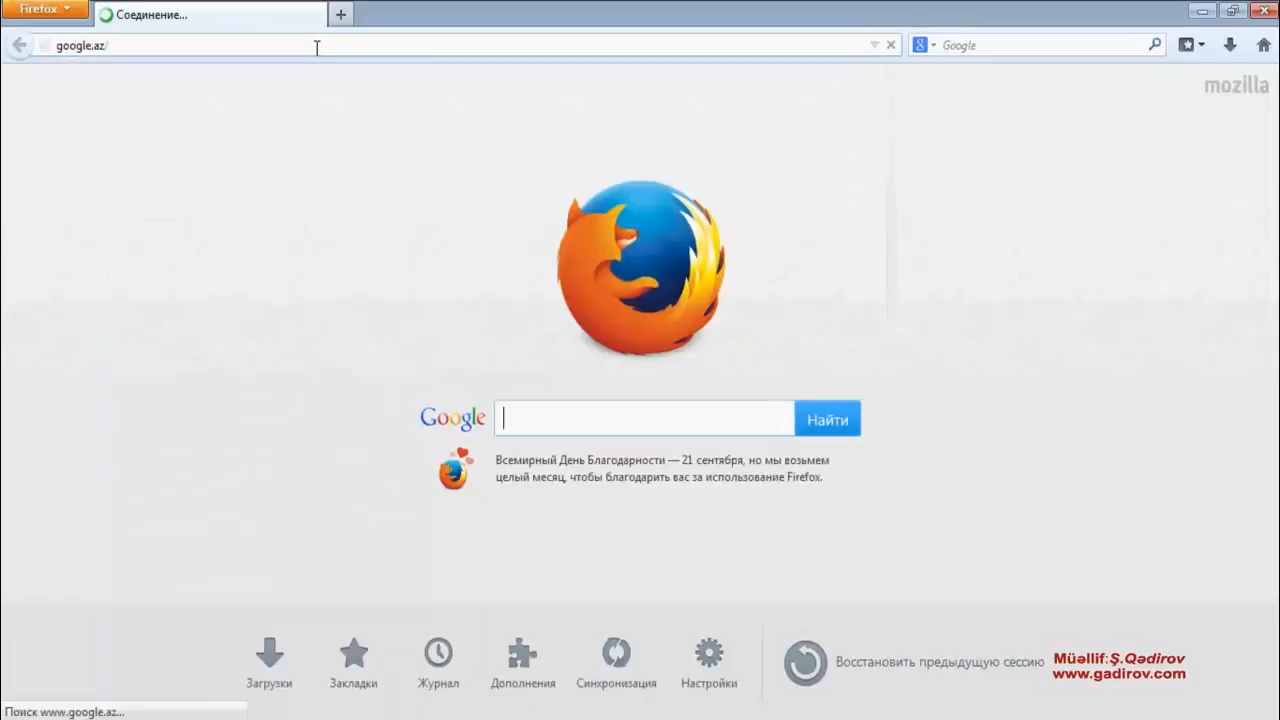 Firefox
Соединение...
google.az/
Google
mozilla
Google
Найти
Всемирный День Благодарности — 21 сентября, но мы возьмем
целый месяц, чтобы благодарить вас за использование Firefox.
Загрузки
Закладки
Журнал
Дополнения
Синхронизация
Настройки
Восстановить предыдущую сессию
Müəllif:Ş.Qədirov
www.gadirov.com
Поиск www.google.az...